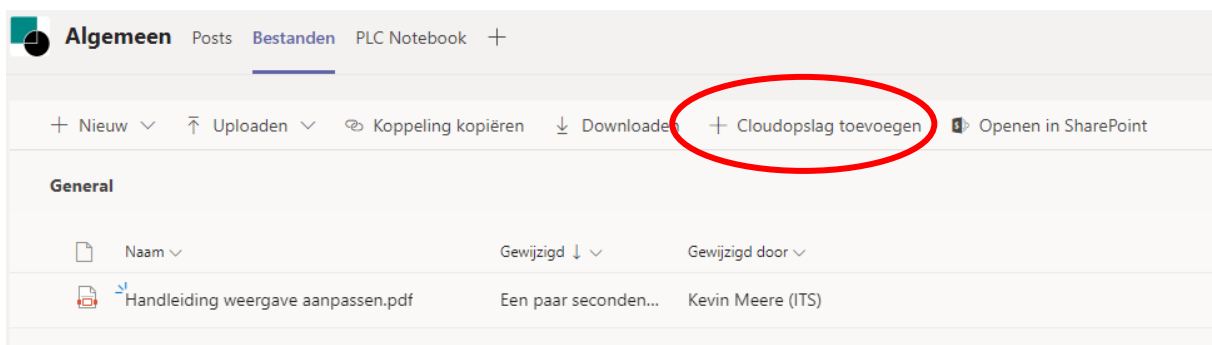 Algemeen Posts Bestanden PLC Notebook
Nieuw Uploaden Koppeling kopiëren Downloaden Cloudopslag toevoegen Openen in SharePoint
General
Naam Gewijzigd Gewijzigd door
Handleiding weergave aanpassen.pdf Een paar seconden... Kevin Meere (ITS)